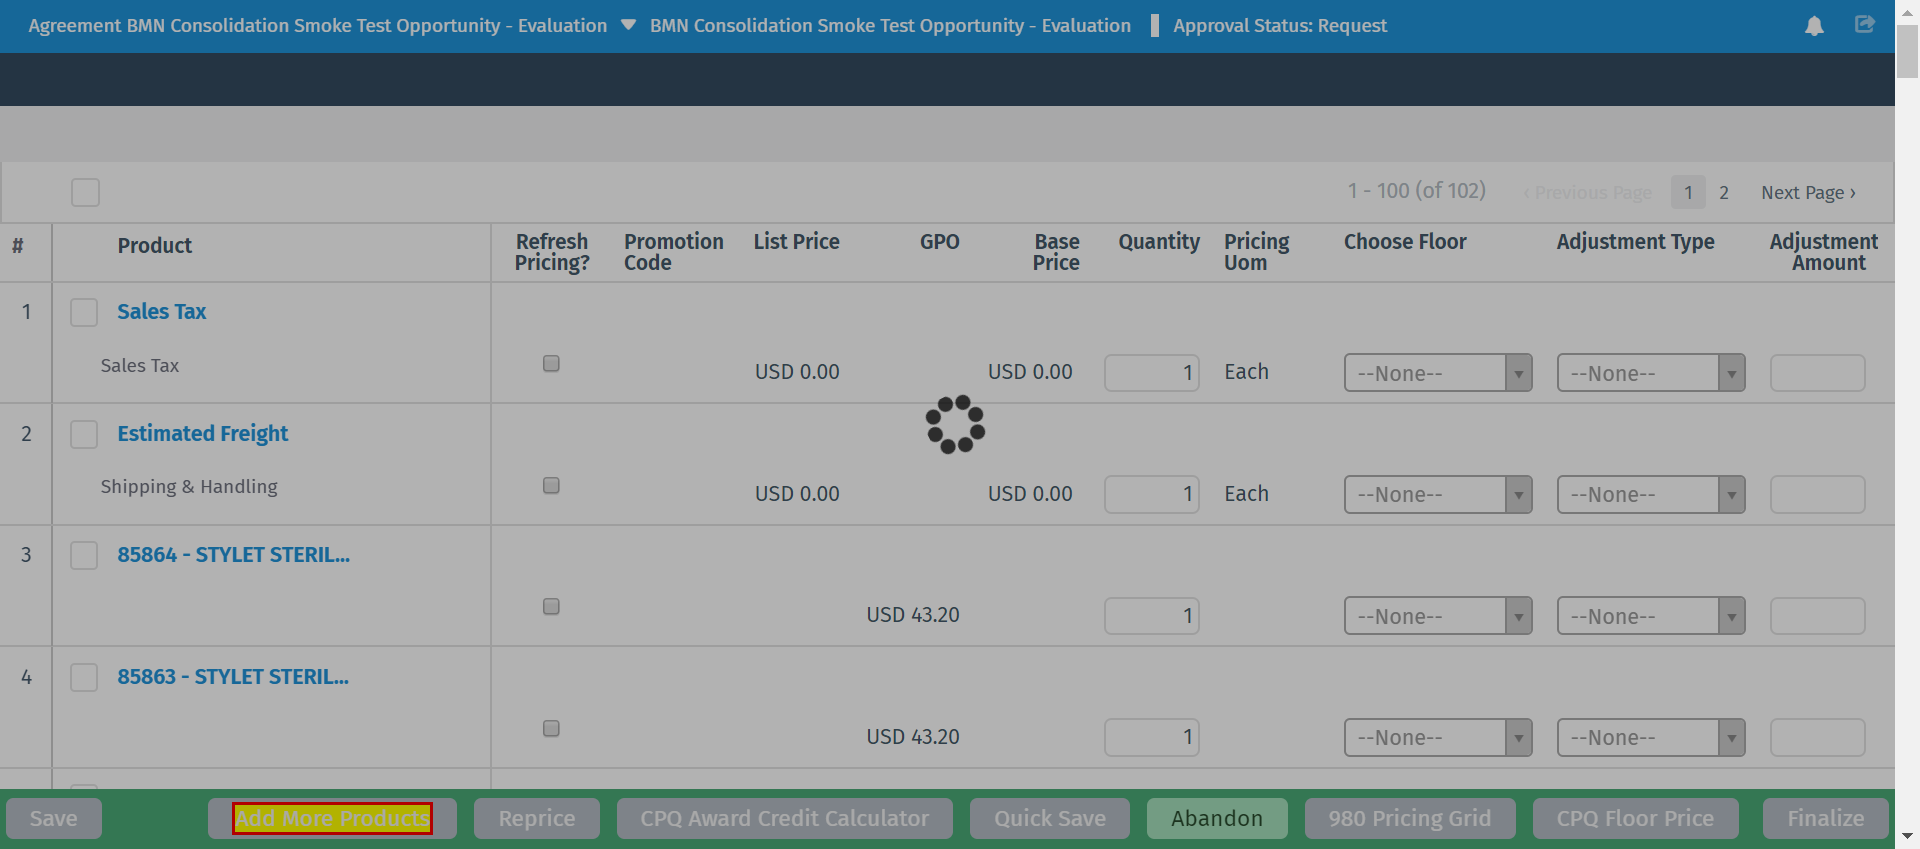 Agreement BMN Consolidation Smoke Test Opportunity - Evaluation BMN Consolidation Smoke Test Opportunity - Evaluation Approval Status: Request
1 - 100 (of 102) ‹ Previous Page 1 2 Next Page ›
# Product Refresh Pricing? Promotion Code List Price GPO Base Price Quantity Pricing Uom Choose Floor Adjustment Type Adjustment Amount
1 Sales Tax
Sales Tax USD 0.00 USD 0.00 1 Each --None-- --None--
2 Estimated Freight
Shipping & Handling USD 0.00 USD 0.00 1 Each --None-- --None--
3 85864 - STYLET STERIL...
USD 43.20 1 --None-- --None--
4 85863 - STYLET STERIL...
USD 43.20 1 --None-- --None--
Save Add More Products Reprice CPQ Award Credit Calculator Quick Save Abandon 980 Pricing Grid CPQ Floor Price Finalize